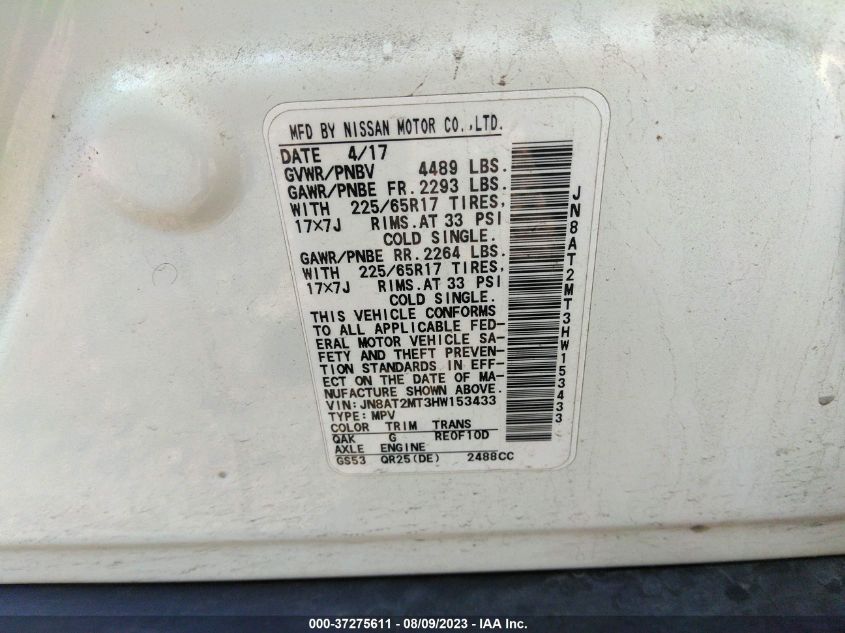 MFD BY NISSAN MOTOR CO.,LTD.
DATE 4/17
GVWR/PNBV 4489 LBS.
GAWR/PNBE FR. 2293 LBS.
WITH 225/65R17 TIRES,
17×7J RIMS.AT 33 PSI
COLD SINGLE.
GAWR/PNBE RR. 2264 LBS.
WITH 225/65R17 TIRES,
17×7J RIMS.AT 33 PSI
COLD SINGLE.
THIS VEHICLE CONFORMS
TO ALL APPLICABLE FED-
ERAL MOTOR VEHICLE SA-
FETY AND THEFT PREVEN-
TION STANDARDS IN EFF-
ECT ON THE DATE OF MA-
NUFACTURE SHOWN ABOVE.
VIN: JN8AT2MT3HW153433
TYPE: MPV
COLOR TRIM TRANS
QAK G RE0F10D
AXLE ENGINE
GS53 QR25(DE) 2488CC
JN8AT2MT3HW153433
000-37275611 - 08/09/2023 - IAA Inc.